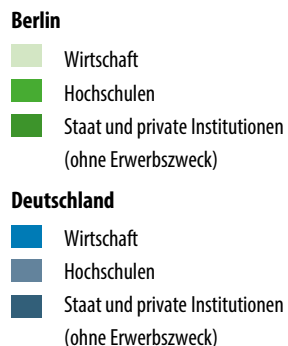 Berlin
Wirtschaft
Hochschulen
Staat und private Institutionen
(ohne Erwerbszweck)
Deutschland
Wirtschaft
Hochschulen
Staat und private Institutionen
(ohne Erwerbszweck)